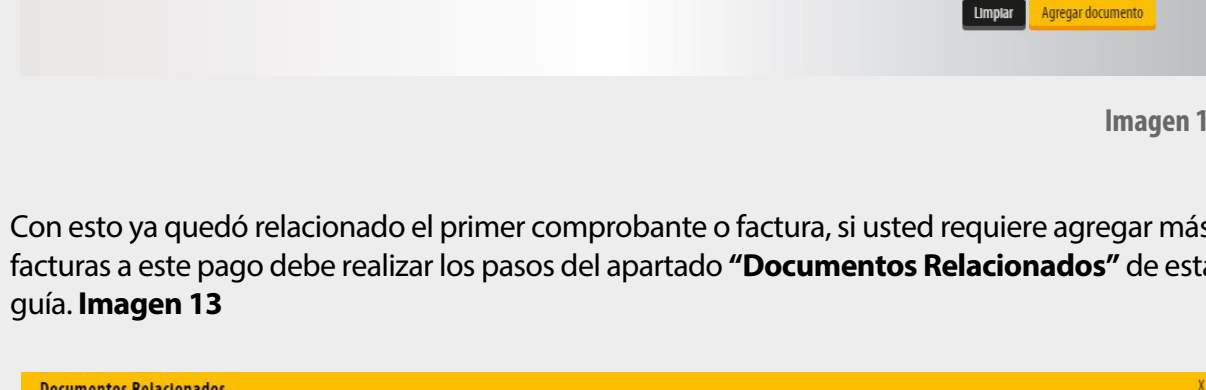 Limpiar Agregar documento
Imagen 1
Con esto ya quedó relacionado el primer comprobante o factura, si usted requiere agregar más
facturas a este pago debe realizar los pasos del apartado “Documentos Relacionados” de esta
guía. Imagen 13
Documentos Relacionados X